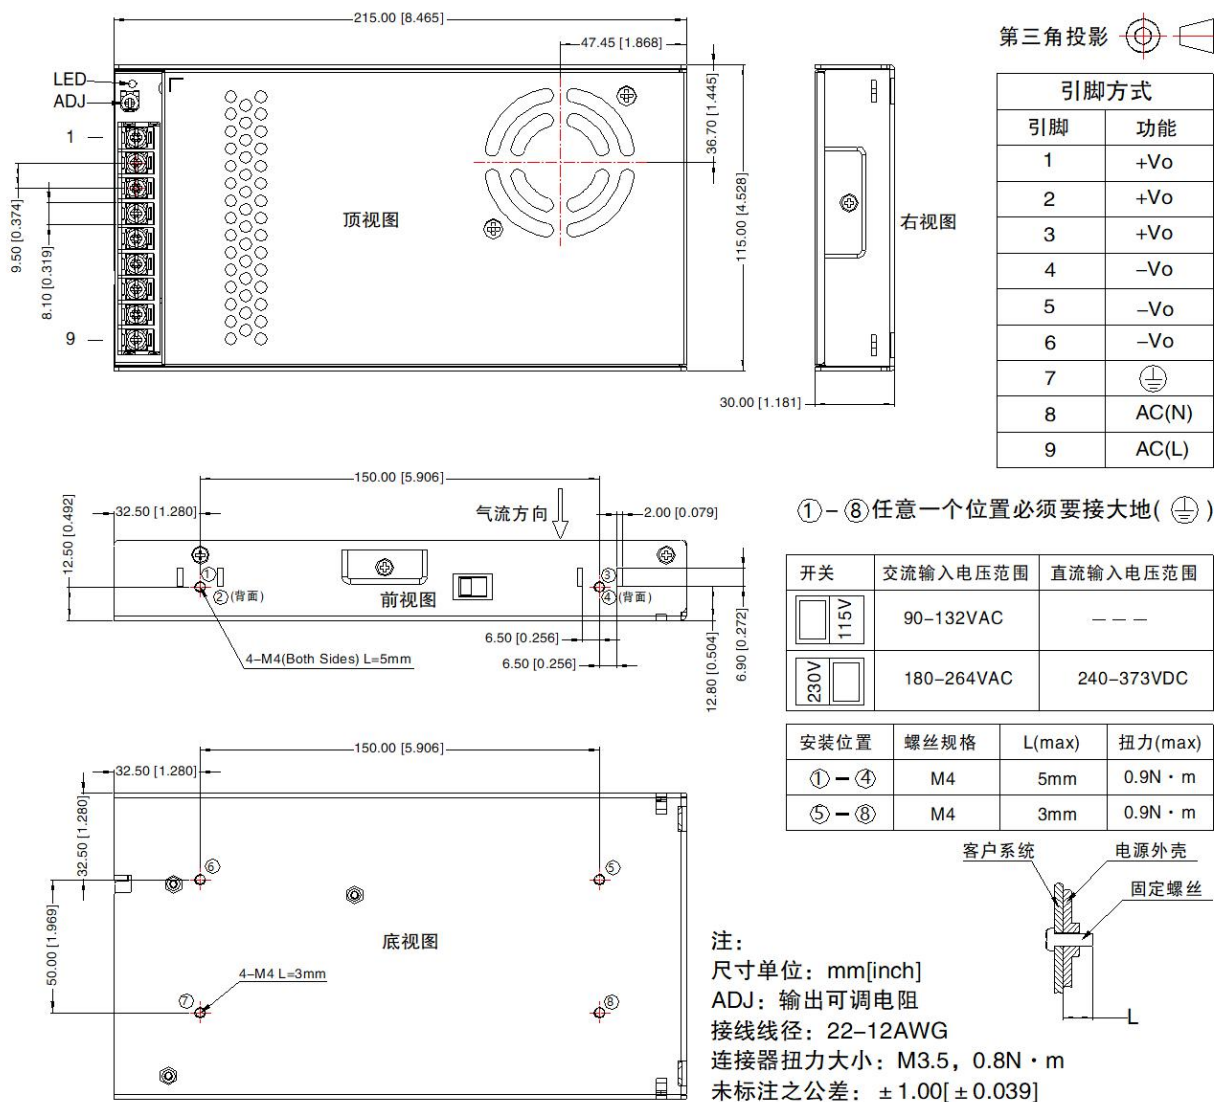 215.00 [8.465]
47.45 [1.868]
第三角投影
LED
ADJ
1
9
9.50 [0.374]
8.10 [0.319]
顶视图
36.70 [1.445]
115.00 [4.528]
右视图
30.00 [1.181]
引脚方式
引脚 功能
1 +Vo
2 +Vo
3 +Vo
4 –Vo
5 –Vo
6 –Vo
7
8 AC(N)
9 AC(L)
150.00 [5.906]
32.50 [1.280]
气流方向
2.00 [0.079]
12.50 [0.492]
①
②(背面)
前视图
③
④(背面)
6.50 [0.256]
6.50 [0.256]
4–M4(Both Sides) L=5mm
12.80 [0.504]
6.90 [0.272]
①–⑧任意一个位置必须要接大地( )
开关 交流输入电压范围 直流输入电压范围
115V 90–132VAC – – –
230V 180–264VAC 240–373VDC
安装位置 螺丝规格 L(max) 扭力(max)
①–④ M4 5mm 0.9N·m
⑤–⑧ M4 3mm 0.9N·m
150.00 [5.906]
32.50 [1.280]
32.50 [1.280]
50.00 [1.969]
⑥
⑤
底视图
4–M4 L=3mm
⑦
⑧
客户系统
电源外壳
固定螺丝
L
注:
尺寸单位: mm[inch]
ADJ: 输出可调电阻
接线线径: 22–12AWG
连接器扭力大小: M3.5, 0.8N·m
未标注之公差: ±1.00[±0.039]